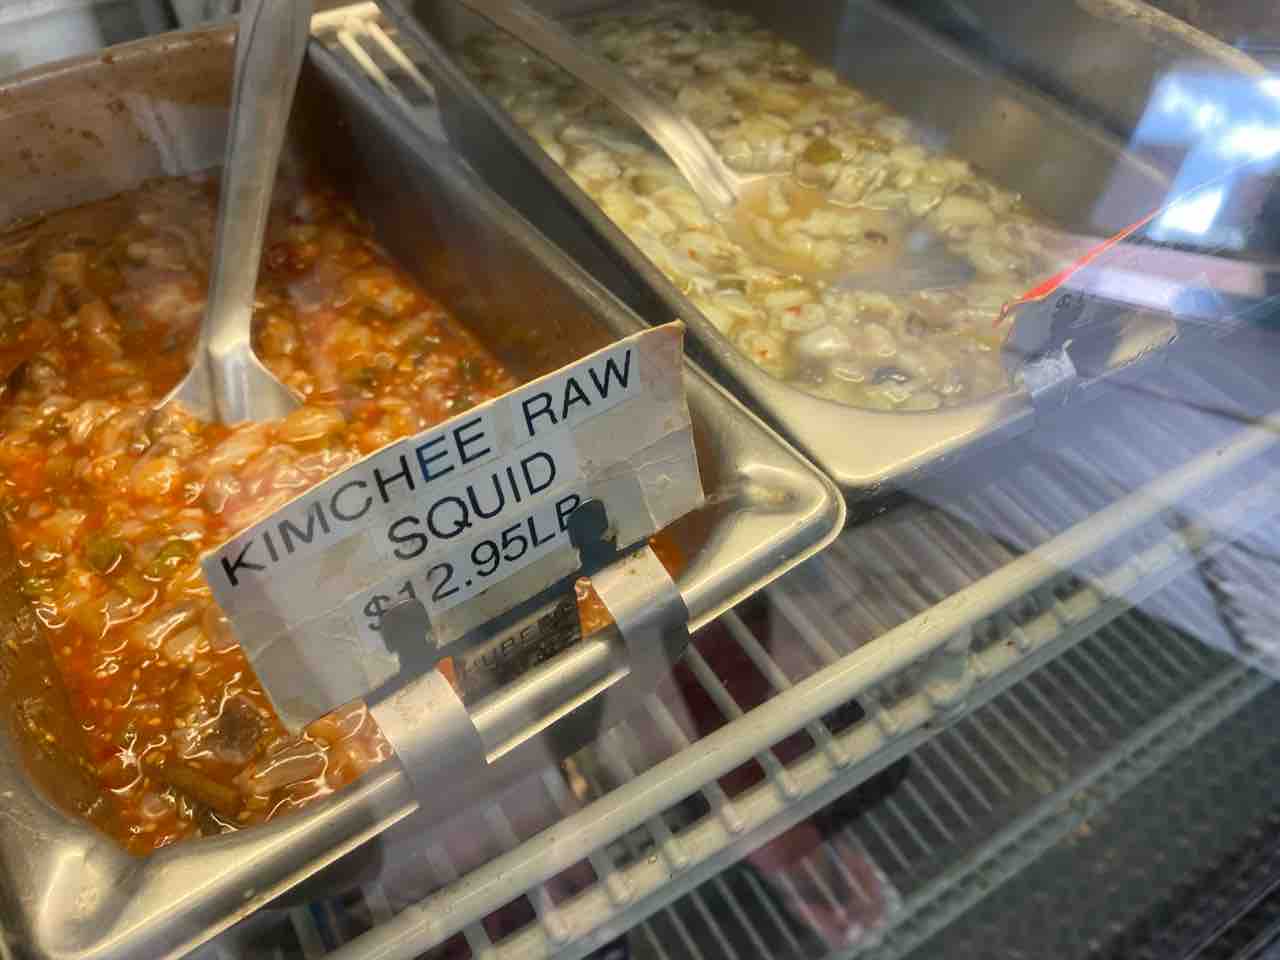 KIMCHEE RAW
SQUID
$12.95LB